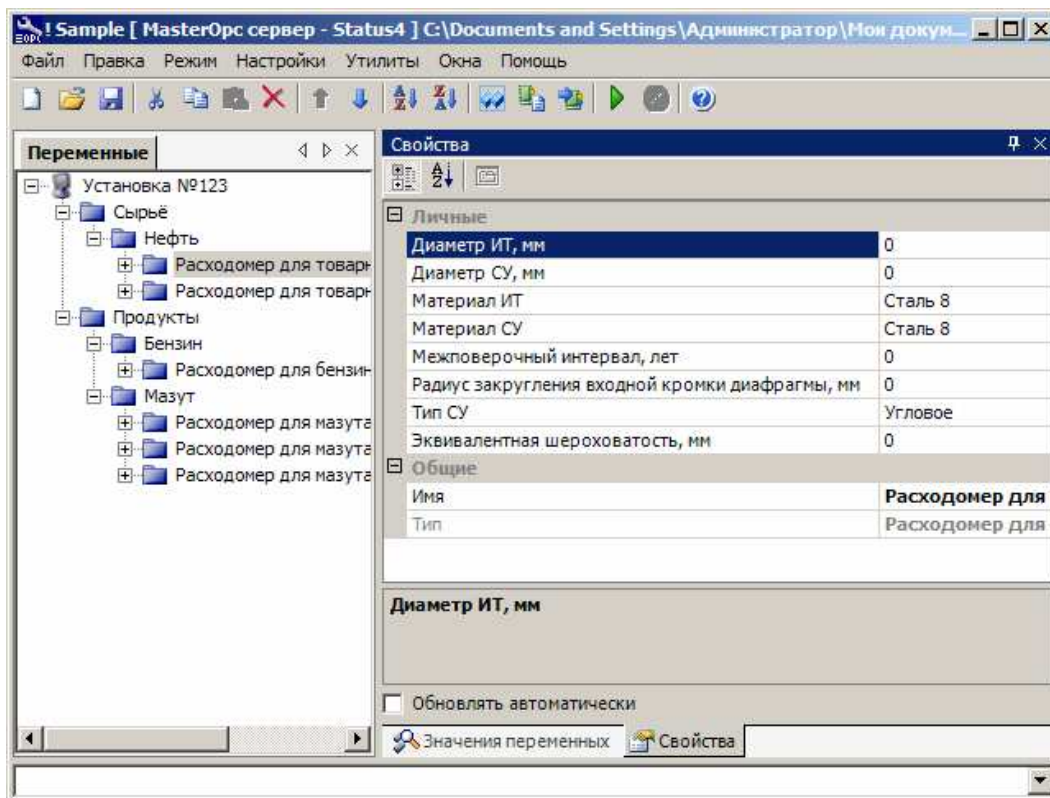 ! Sample [ MasterOpc сервер - Status4 ] C:\Documents and Settings\Администратор\Мои докум...
Файл Правка Режим Настройки Утилиты Окна Помощь
Переменные
Установка №123
Сырьё
Нефть
Расходомер для товарн
Расходомер для товарн
Продукты
Бензин
Расходомер для бензин
Мазут
Расходомер для мазута
Расходомер для мазута
Расходомер для мазута
Свойства
Личные
Диаметр ИТ, мм 0
Диаметр СУ, мм 0
Материал ИТ Сталь 8
Материал СУ Сталь 8
Межповерочный интервал, лет 0
Радиус закругления входной кромки диафрагмы, мм 0
Тип СУ Угловое
Эквивалентная шероховатость, мм 0
Общие
Имя Расходомер для
Тип Расходомер для
Диаметр ИТ, мм
Обновлять автоматически
Значения переменных Свойства